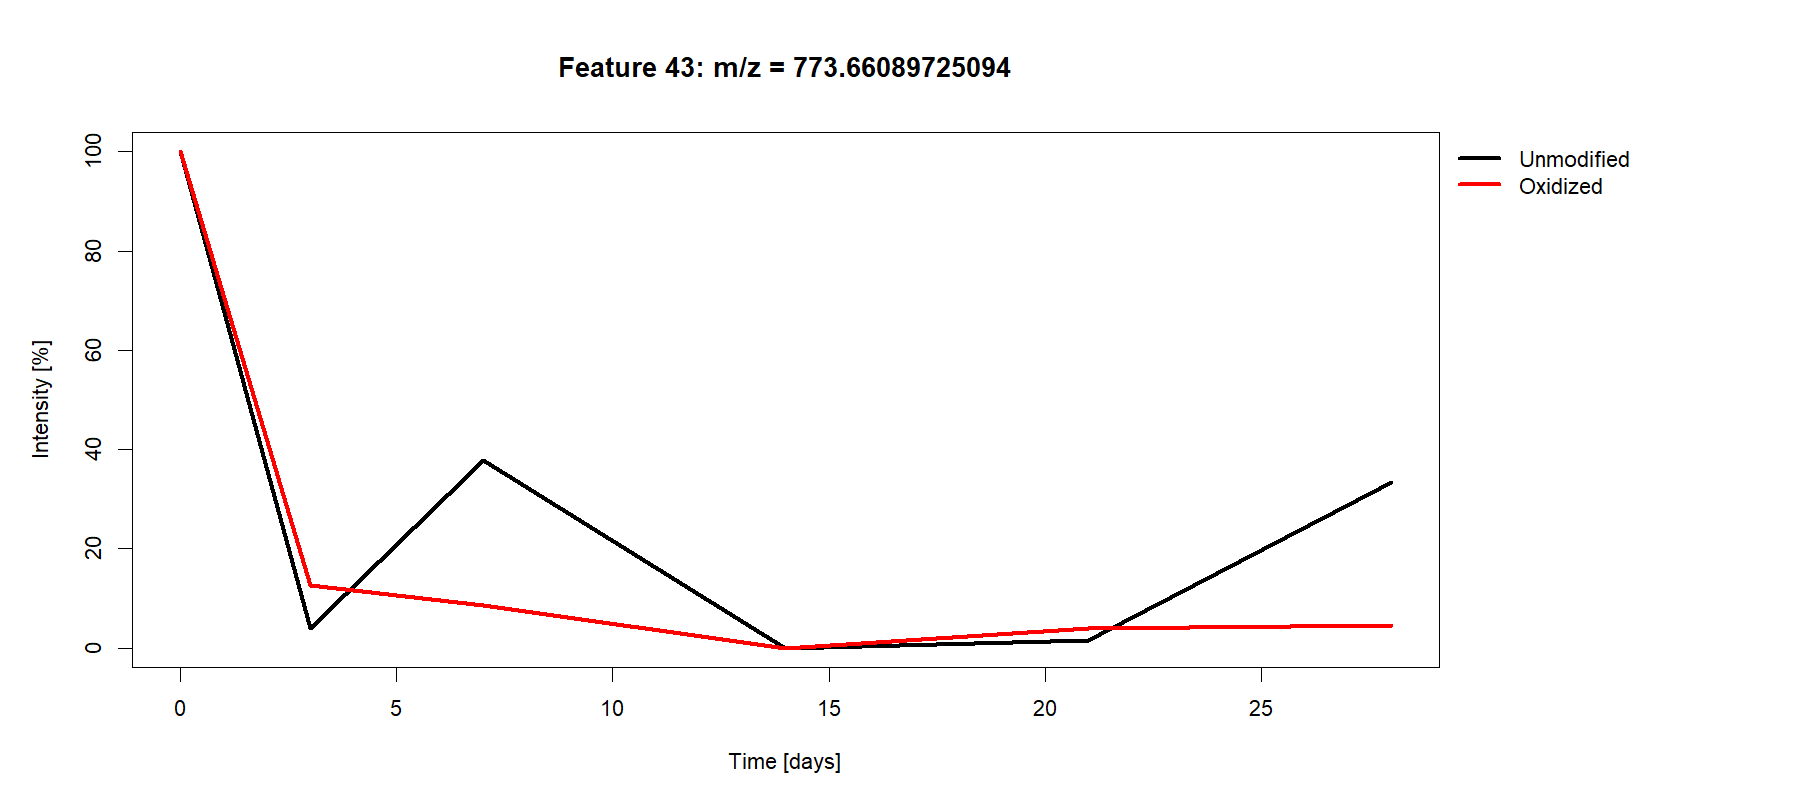 Feature 43: m/z = 773.66089725094
Unmodified
Oxidized
Intensity [%]
100
80
60
40
20
0
0 5 10 15 20 25
Time [days]